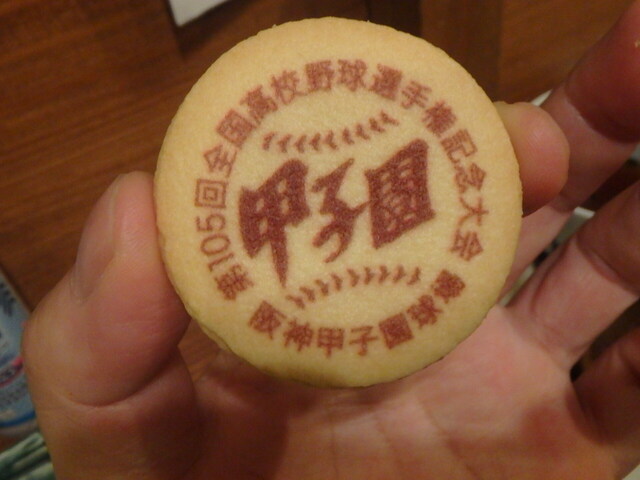 第105回全国高校野球選手権記念大会
甲子園
阪神甲子園球場